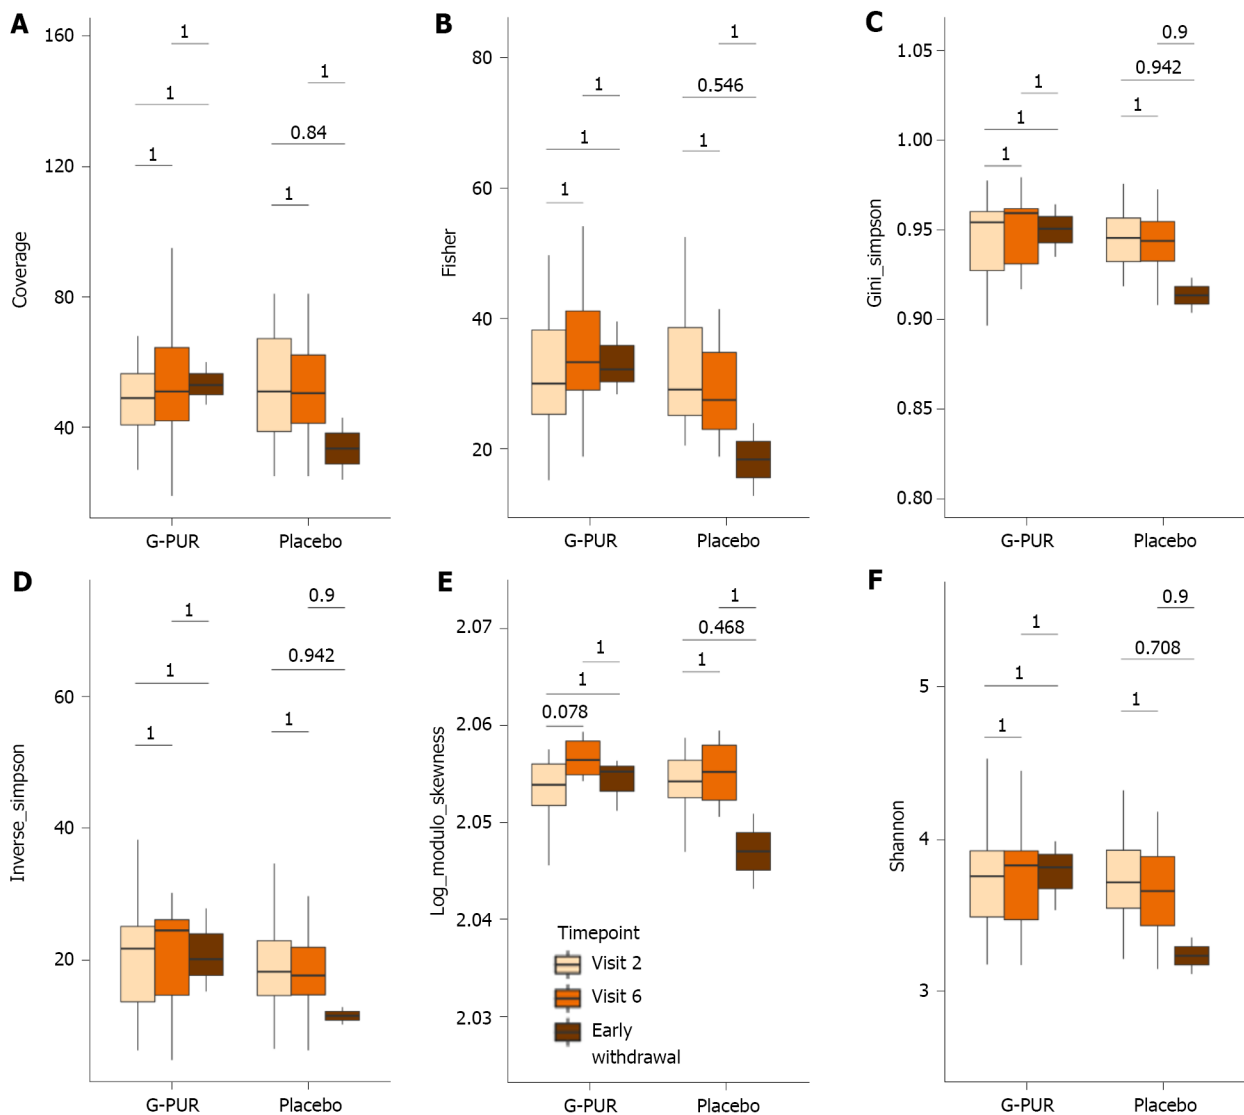 A
160
120
80
40
Coverage
1
1
1
1
0.84
1
G-PUR
Placebo
B
80
60
40
20
Fisher
1
1
1
1
0.546
1
G-PUR
Placebo
C
1.05
1.00
0.95
0.90
0.85
0.80
Gini_simpson
0.9
0.942
1
1
1
1
G-PUR
Placebo
D
60
40
20
Inverse_simpson
0.9
1
0.942
1
1
1
G-PUR
Placebo
E
2.07
2.06
2.05
2.04
2.03
Log_modulo_skewness
1
0.468
1
1
1
0.078
Timepoint
Visit 2
Visit 6
Early
withdrawal
G-PUR
Placebo
F
5
4
3
Shannon
0.9
1
0.708
1
1
1
G-PUR
Placebo